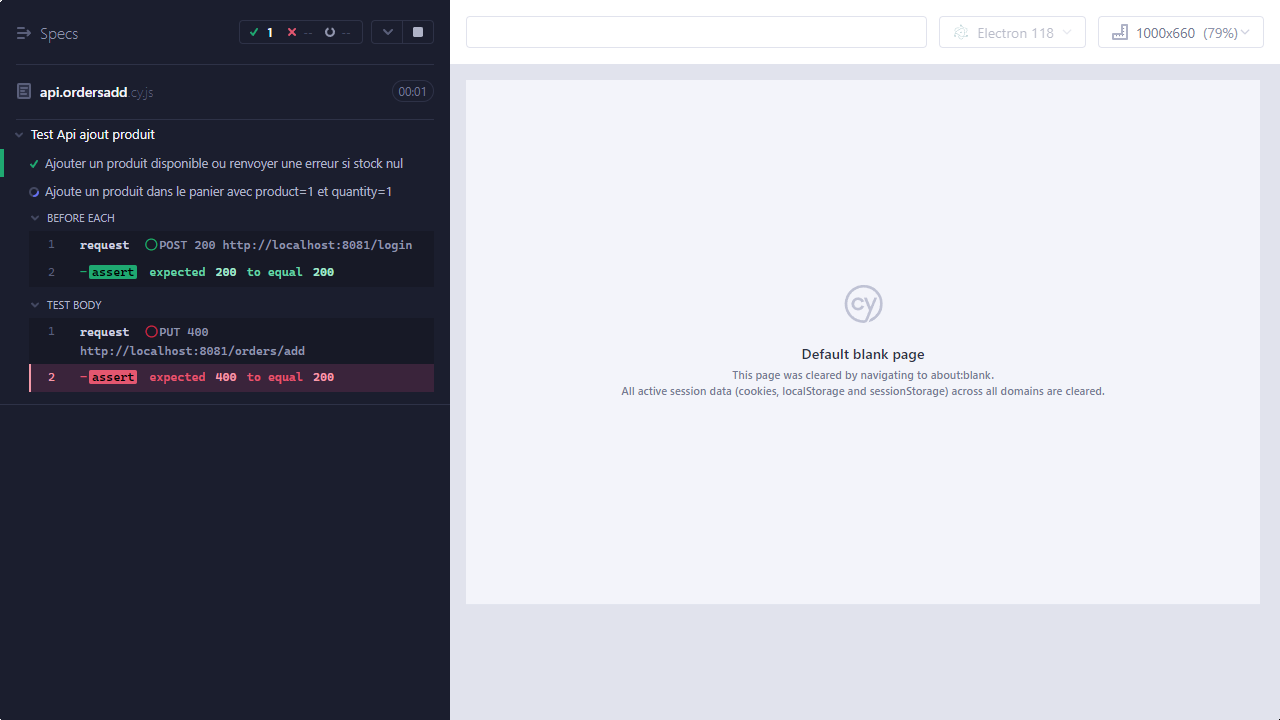 Specs
1 -- --
api.ordersadd.cy.js
00:01
Test Api ajout produit
Ajouter un produit disponible ou renvoyer une erreur si stock nul
Ajoute un produit dans le panier avec product=1 et quantity=1
BEFORE EACH
1 request POST 200 http://localhost:8081/login
2 -assert expected 200 to equal 200
TEST BODY
1 request PUT 400
http://localhost:8081/orders/add
2 -assert expected 400 to equal 200
Electron 118
1000x660 (79%)
cy
Default blank page
This page was cleared by navigating to about:blank.
All active session data (cookies, localStorage and sessionStorage) across all domains are cleared.